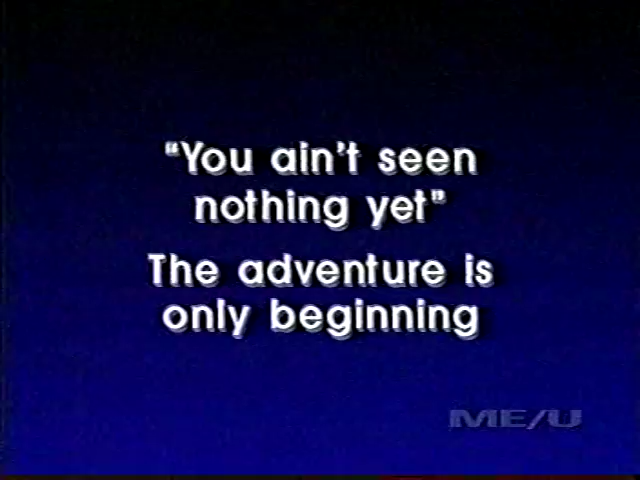 "You ain't seen
nothing yet"
The adventure is
only beginning
ME/U